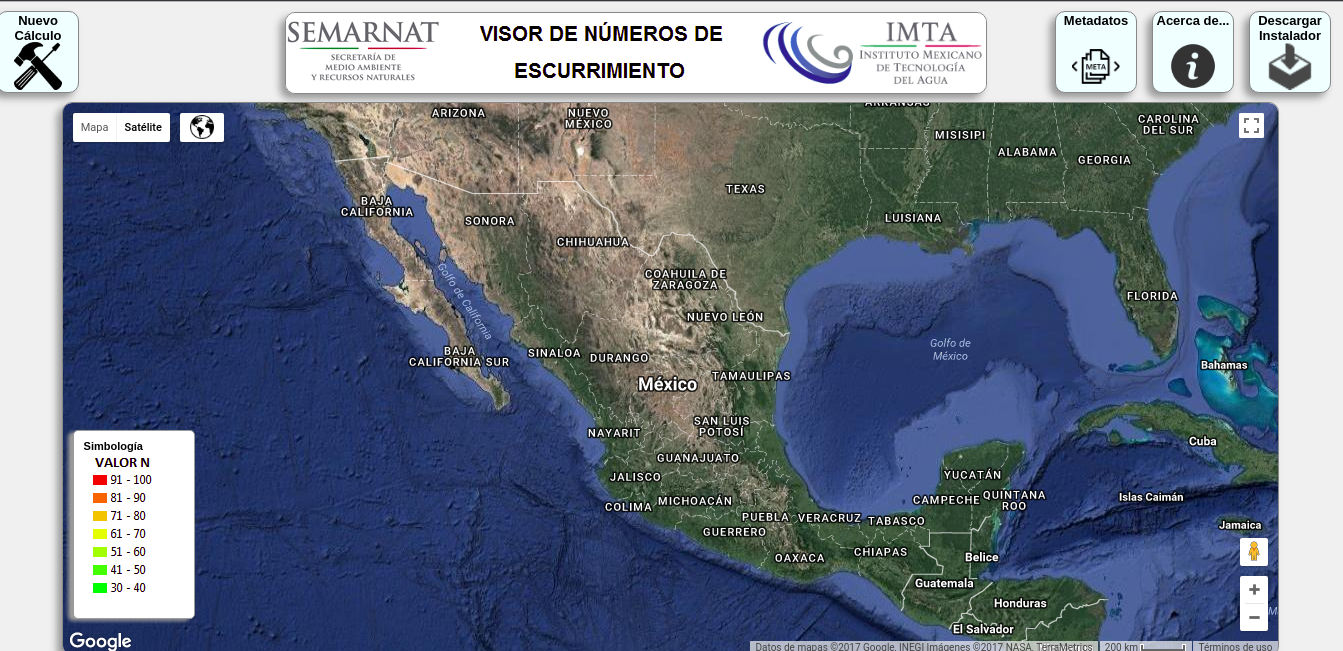 Nuevo
Cálculo
SEMARNAT
SECRETARÍA DE
MEDIO AMBIENTE
Y RECURSOS NATURALES
VISOR DE NÚMEROS DE
ESCURRIMIENTO
IMTA
INSTITUTO MEXICANO
DE TECNOLOGÍA
DEL AGUA
Metadatos
META
Acerca de...
i
Descargar
Instalador
Mapa
Satélite
ARKANSAS
ARIZONA
NUEVO
MÉXICO
CAROLINA
DEL SUR
MISISIPI
ALABAMA
GEORGIA
TEXAS
BAJA
CALIFORNIA
SONORA
LUISIANA
CHIHUAHUA
COAHUILA DE
ZARAGOZA
Golfo de California
FLORIDA
NUEVO LEÓN
Golfo de
México
BAJA
CALIFORNIA SUR
SINALOA
DURANGO
Bahamas
TAMAULIPAS
México
SAN LUIS
POTOSÍ
NAYARIT
Cuba
GUANAJUATO
JALISCO
YUCATÁN
COLIMA
MICHOACÁN
CAMPECHE
QUINTANA
ROO
Islas Caimán
PUEBLA
VERACRUZ
TABASCO
GUERRERO
Jamaica
OAXACA
CHIAPAS
Belice
Guatemala
Honduras
El Salvador
Simbología
VALOR N
91 - 100
81 - 90
71 - 80
61 - 70
51 - 60
41 - 50
30 - 40
+
−
Google
Datos de mapas ©2017 Google, INEGI Imágenes ©2017 NASA, TerraMetrics
200 km
Términos de uso